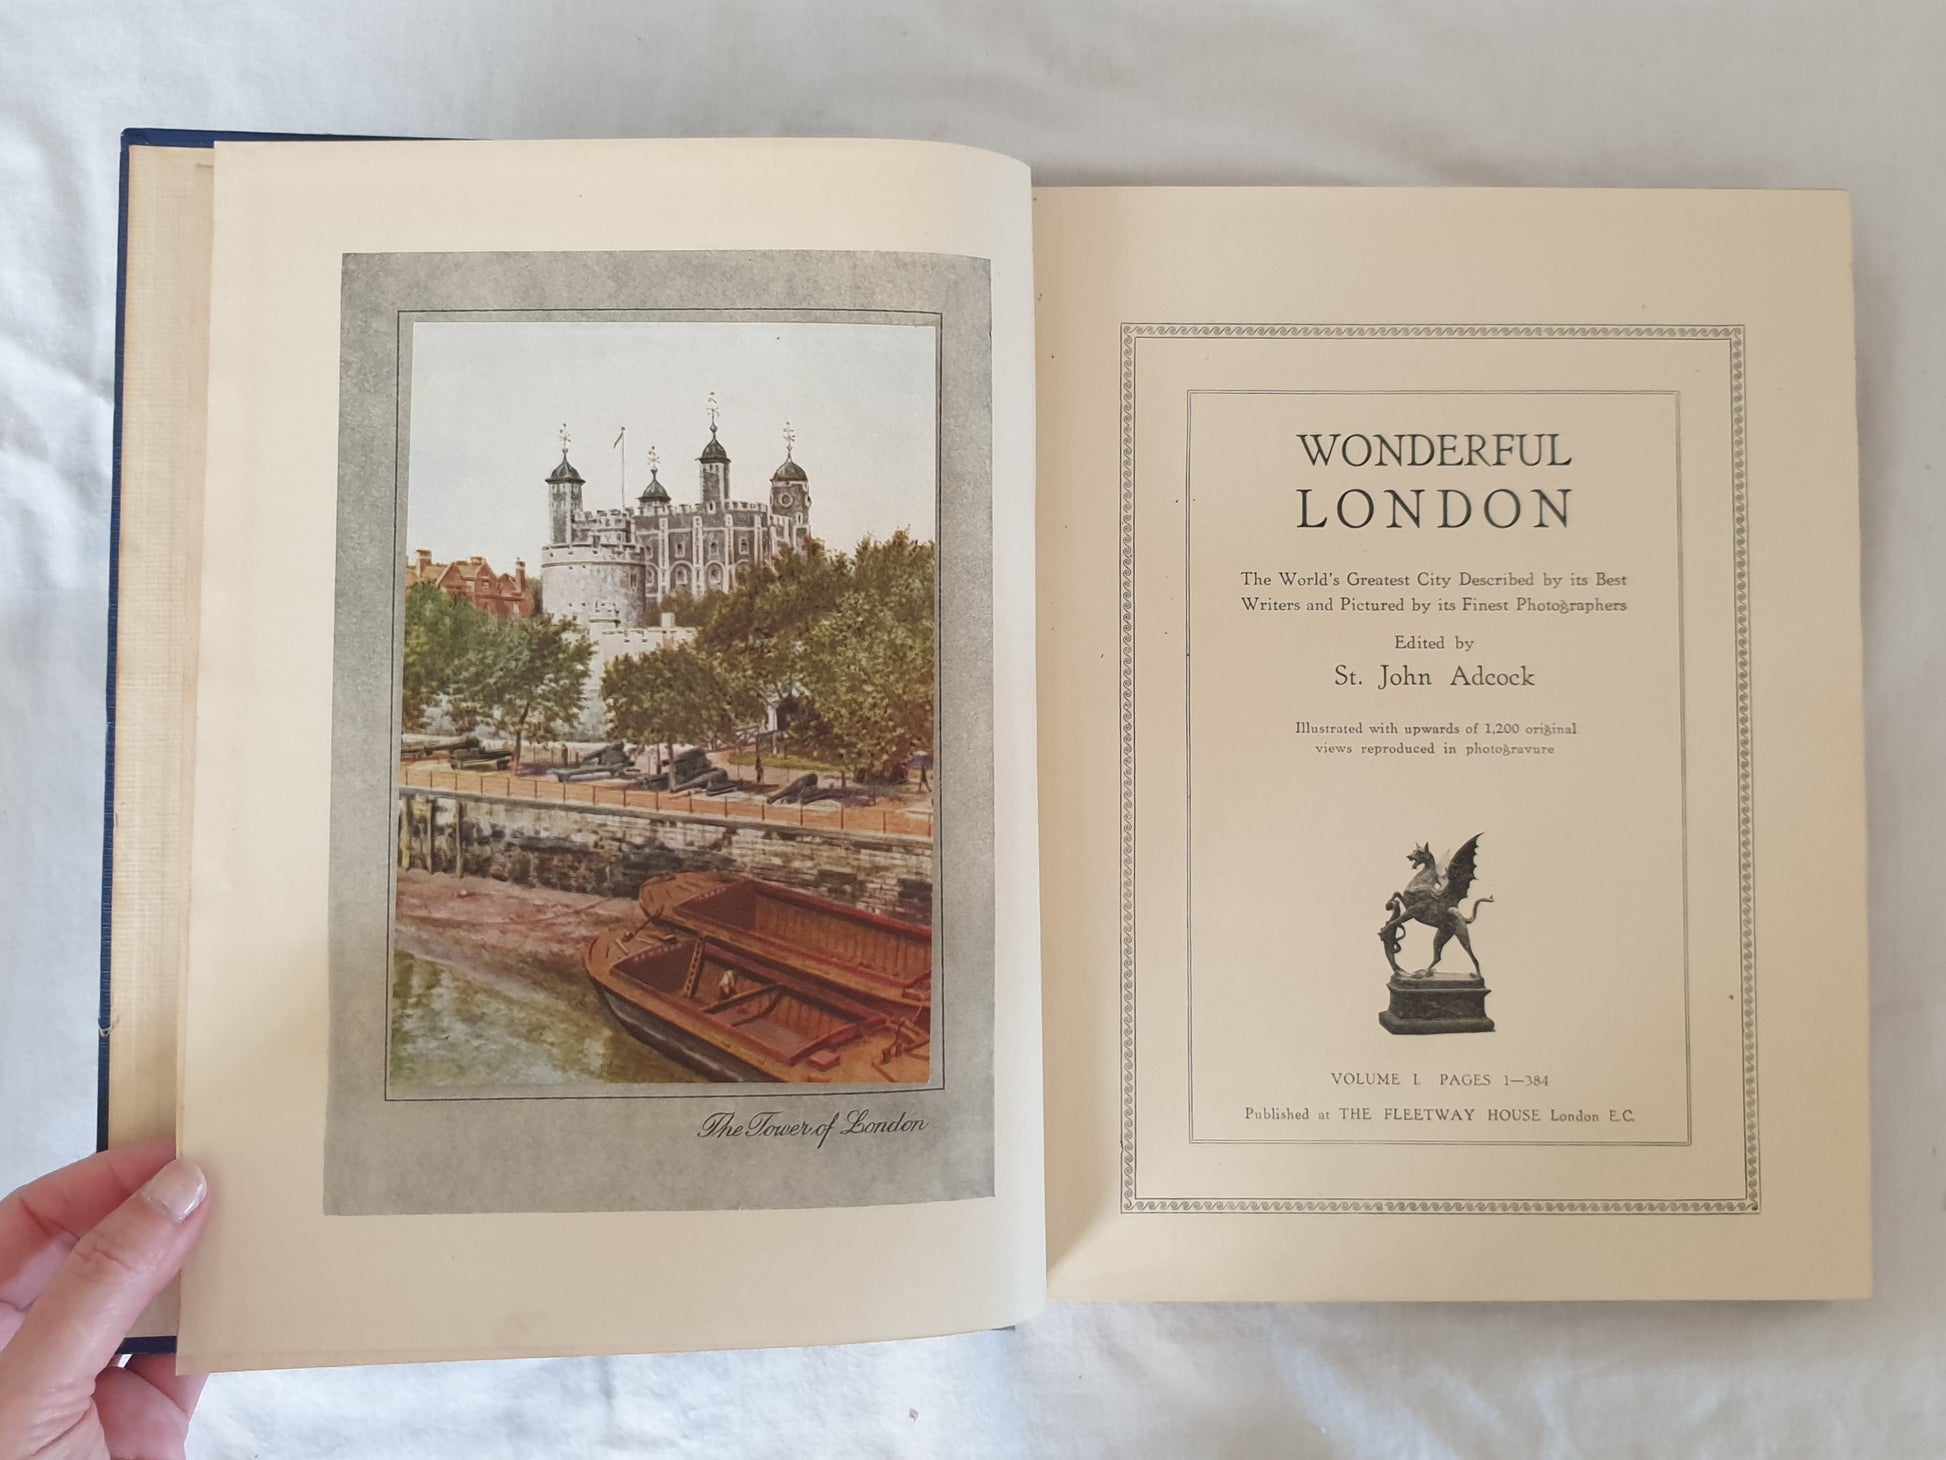 The Tower of London
WONDERFUL
LONDON
The World's Greatest City Described by its Best
Writers and Pictured by its Finest Photographers
Edited by
St. John Adcock
Illustrated with upwards of 1,200 original
views reproduced in photogravure
VOLUME I. PAGES 1—384
Published at THE FLEETWAY HOUSE London E.C.